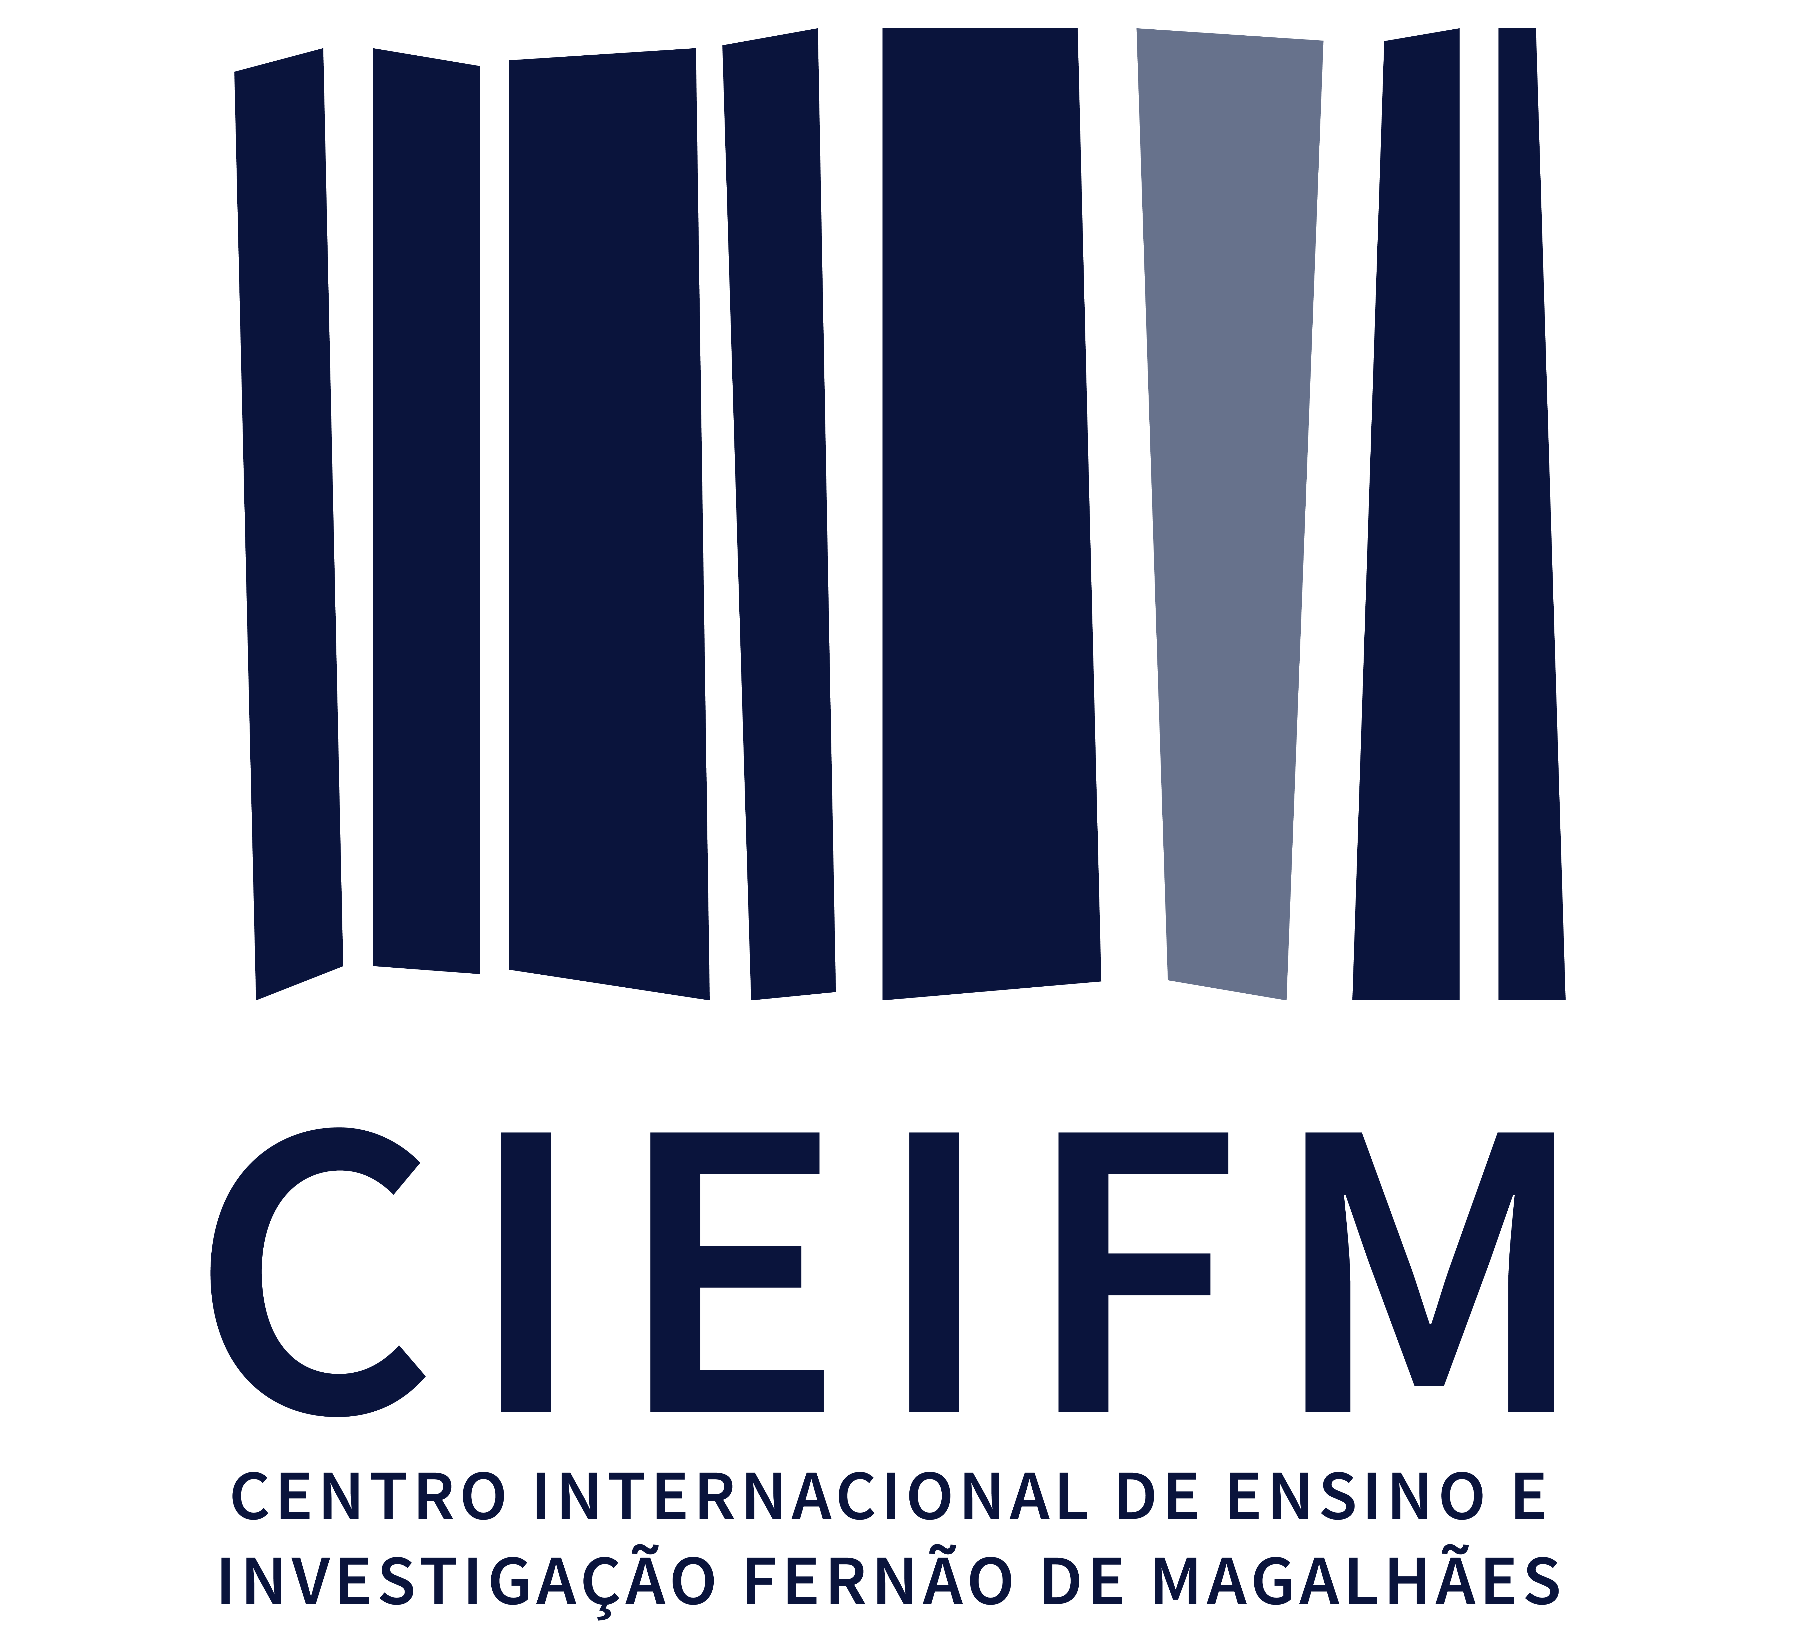 CIEIFM
CENTRO INTERNACIONAL DE ENSINO E
INVESTIGAÇÃO FERNÃO DE MAGALHÃES